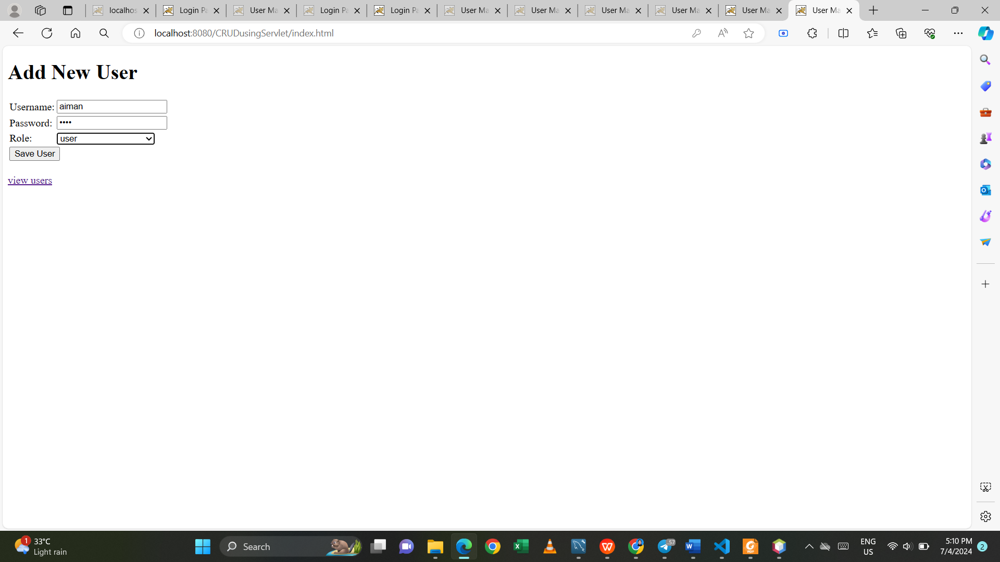 localhos
Login Pa
User Ma
Login Pa
Login Pa
User Ma
User Ma
User Ma
User Ma
User Ma
User Ma
localhost:8080/CRUDusingServlet/index.html
Add New User
Username: aiman
Password: ••••
Role: user
Save User
view users
1
33°C
Light rain
Search
57
ENG
US
5:10 PM
7/4/2024
2